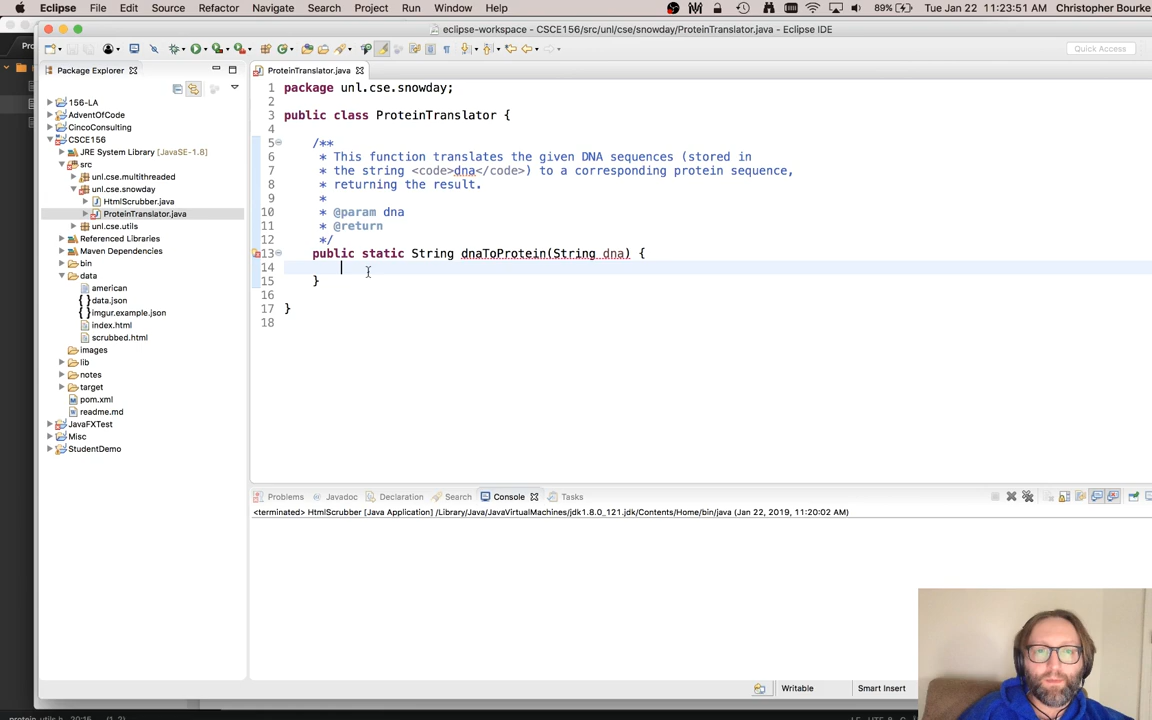 Eclipse File Edit Source Refactor Navigate Search Project Run Window Help 89% Tue Jan 22 11:23:51 AM Christopher Bourke
eclipse-workspace - CSCE156/src/unl/cse/snowday/ProteinTranslator.java - Eclipse IDE
Quick Access
Package Explorer
ProteinTranslator.java
156-LA
AdventOfCode
CincoConsulting
CSCE156
JRE System Library [JavaSE-1.8]
src
unl.cse.multithreaded
unl.cse.snowday
HtmlScrubber.java
ProteinTranslator.java
unl.cse.utils
Referenced Libraries
Maven Dependencies
bin
data
american
data.json
imgur.example.json
index.html
scrubbed.html
images
lib
notes
target
pom.xml
readme.md
JavaFXTest
Misc
StudentDemo
1 package unl.cse.snowday;
2
3 public class ProteinTranslator {
4
5 /**
6 * This function translates the given DNA sequences (stored in
7 * the string <code>dna</code>) to a corresponding protein sequence,
8 * returning the result.
9 *
10 * @param dna
11 * @return
12 */
13 public static String dnaToProtein(String dna) {
14
15 }
16
17 }
18
Problems Javadoc Declaration Search Console Tasks
<terminated> HtmlScrubber [Java Application] /Library/Java/JavaVirtualMachines/jdk1.8.0_121.jdk/Contents/Home/bin/java (Jan 22, 2019, 11:20:02 AM)
Writable Smart Insert